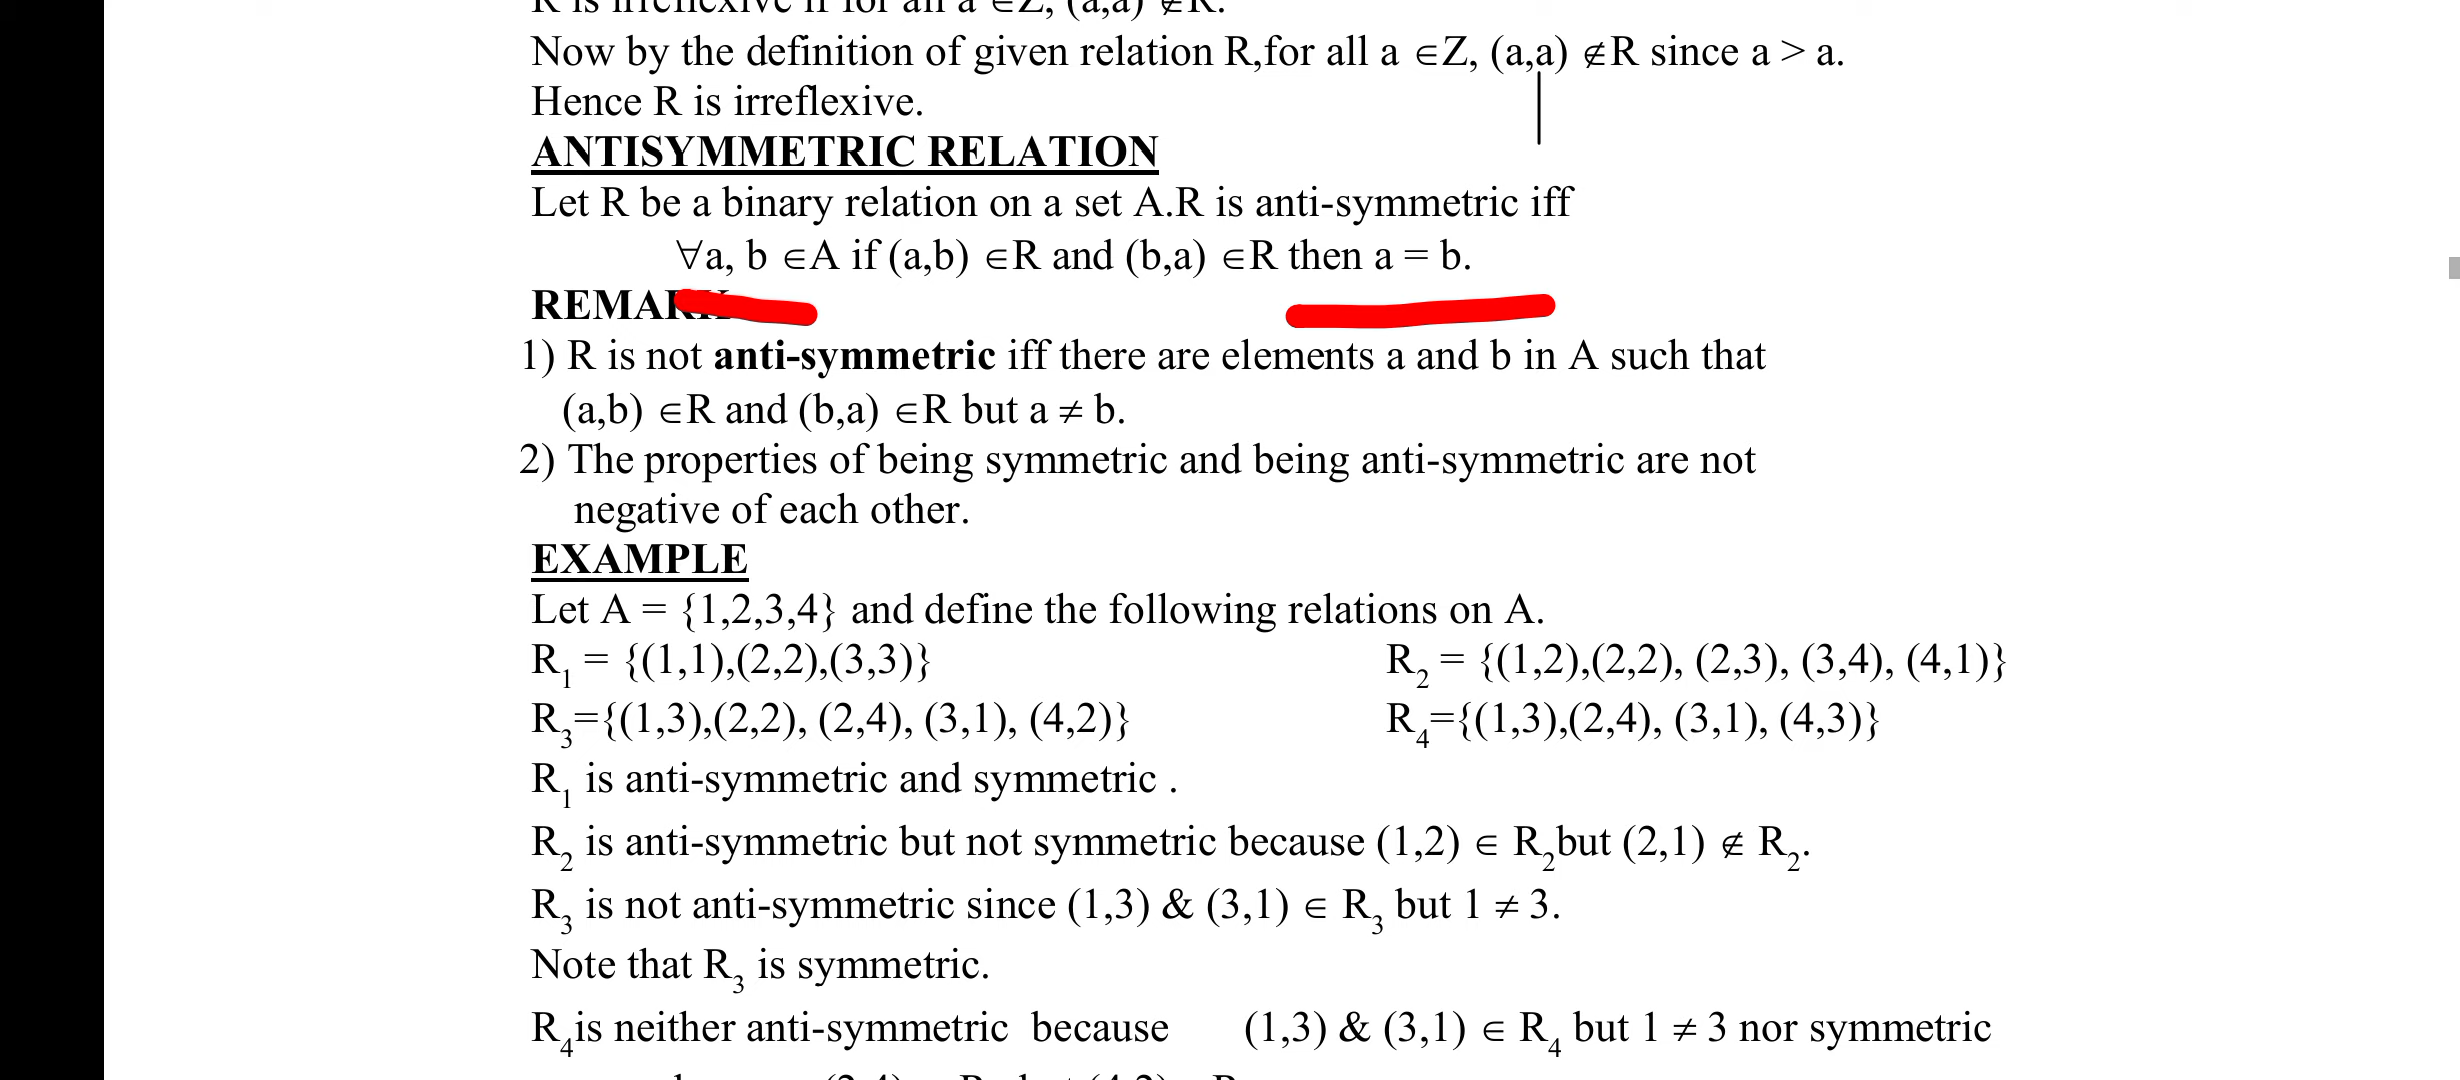 R is irreflexive if for all a ∈Z, (a,a) ∉R.
Now by the definition of given relation R,for all a ∈Z, (a,a) ∉R since a > a.
Hence R is irreflexive.
ANTISYMMETRIC RELATION
Let R be a binary relation on a set A.R is anti-symmetric iff
∀a, b ∈A if (a,b) ∈R and (b,a) ∈R then a = b.
REMARK
1) R is not anti-symmetric iff there are elements a and b in A such that
(a,b) ∈R and (b,a) ∈R but a ≠ b.
2) The properties of being symmetric and being anti-symmetric are not
negative of each other.
EXAMPLE
Let A = {1,2,3,4} and define the following relations on A.
R₁ = {(1,1),(2,2),(3,3)} R₂ = {(1,2),(2,2), (2,3), (3,4), (4,1)}
R₃={(1,3),(2,2), (2,4), (3,1), (4,2)} R₄={(1,3),(2,4), (3,1), (4,3)}
R₁ is anti-symmetric and symmetric .
R₂ is anti-symmetric but not symmetric because (1,2) ∈ R₂but (2,1) ∉ R₂.
R₃ is not anti-symmetric since (1,3) & (3,1) ∈ R₃ but 1 ≠ 3.
Note that R₃ is symmetric.
R₄is neither anti-symmetric because (1,3) & (3,1) ∈ R₄ but 1 ≠ 3 nor symmetric